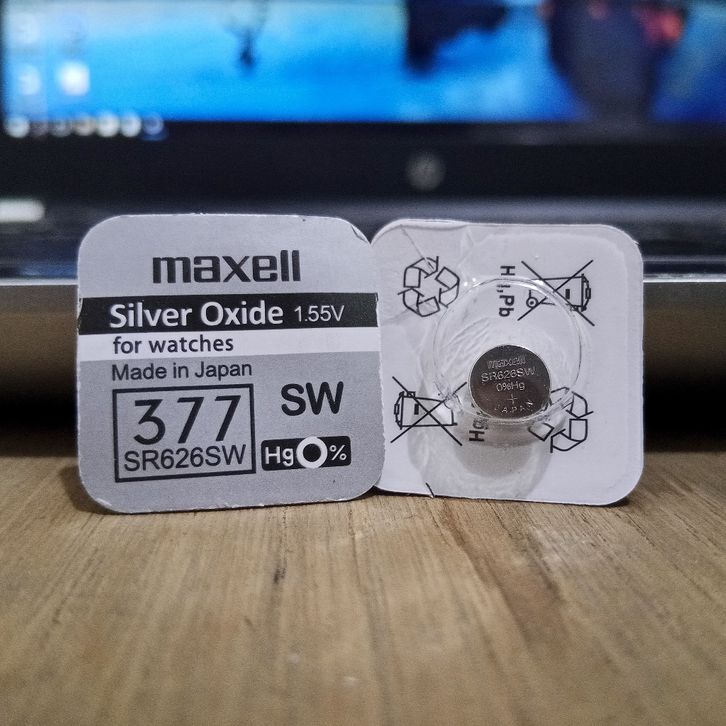 maxell
Silver Oxide 1.55V
for watches
Made in Japan
377
SR626SW
SW
Hg0%
Hg,Pb
maxell
SR626SW
0%Hg
+
JAPAN